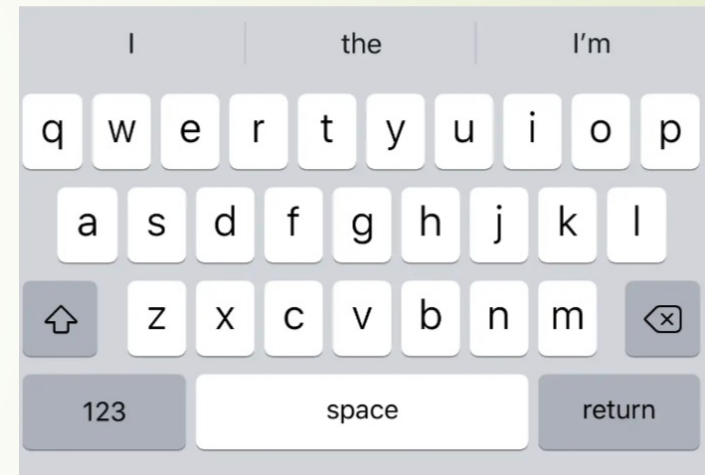 I the I'm
q w e r t y u i o p
a s d f g h j k l
z x c v b n m
123 space return